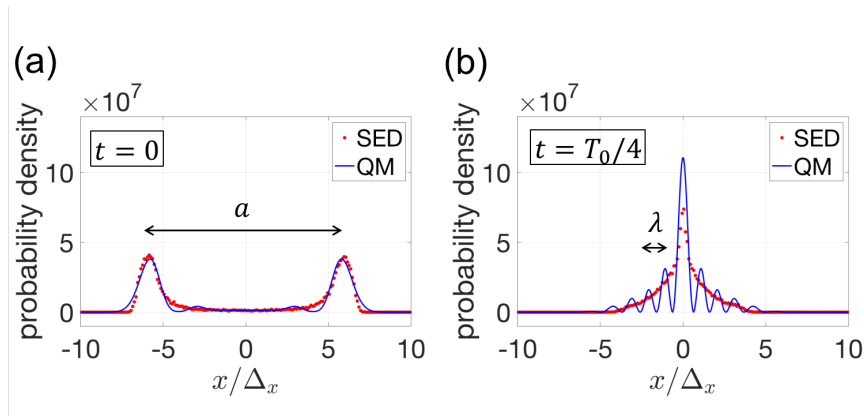 (a)
×10⁷
probability density
t = 0
SED
QM
a
10
5
0
-10
-5
0
5
10
x/Δₓ
(b)
×10⁷
probability density
t = T₀/4
SED
QM
λ
10
5
0
-10
-5
0
5
10
x/Δₓ